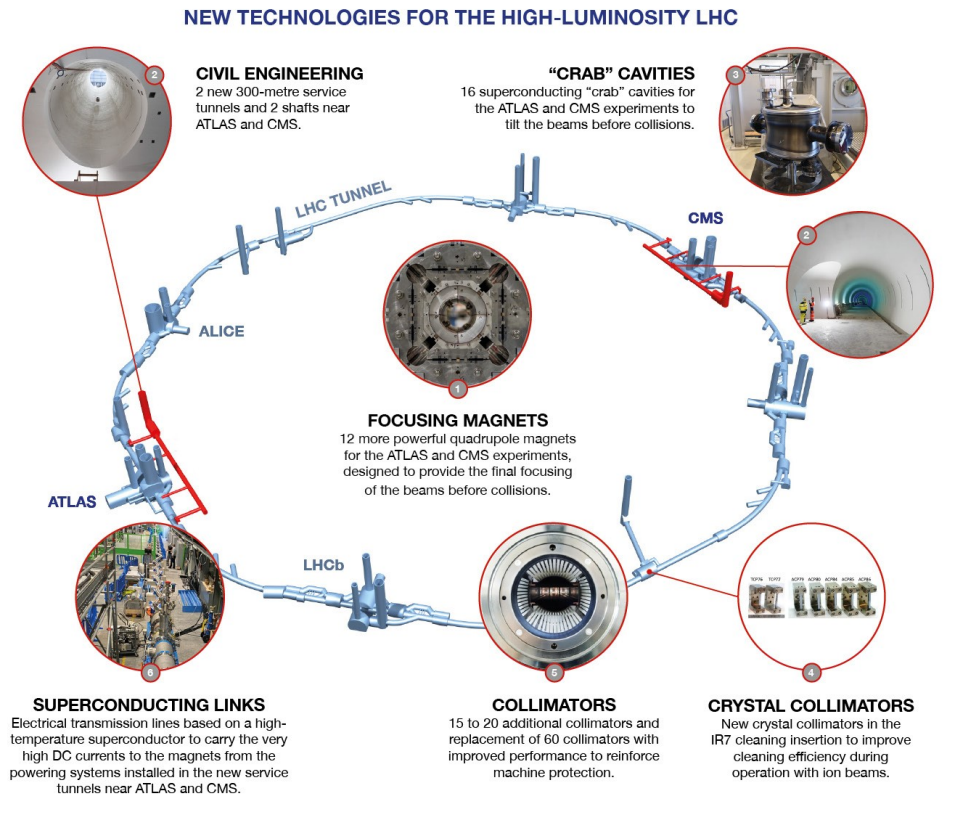 NEW TECHNOLOGIES FOR THE HIGH-LUMINOSITY LHC
2
CIVIL ENGINEERING
2 new 300-metre service
tunnels and 2 shafts near
ATLAS and CMS.
“CRAB” CAVITIES
16 superconducting “crab” cavities for
the ATLAS and CMS experiments to
tilt the beams before collisions.
3
LHC TUNNEL
CMS
2
ALICE
1
FOCUSING MAGNETS
12 more powerful quadrupole magnets
for the ATLAS and CMS experiments,
designed to provide the final focusing
of the beams before collisions.
ATLAS
LHCb
TCP76 TCP77 ACP79 ACP80 ACP84 ACP85 ACP86
6
5
4
SUPERCONDUCTING LINKS
Electrical transmission lines based on a high-
temperature superconductor to carry the very
high DC currents to the magnets from the
powering systems installed in the new service
tunnels near ATLAS and CMS.
COLLIMATORS
15 to 20 additional collimators and
replacement of 60 collimators with
improved performance to reinforce
machine protection.
CRYSTAL COLLIMATORS
New crystal collimators in the
IR7 cleaning insertion to improve
cleaning efficiency during
operation with ion beams.